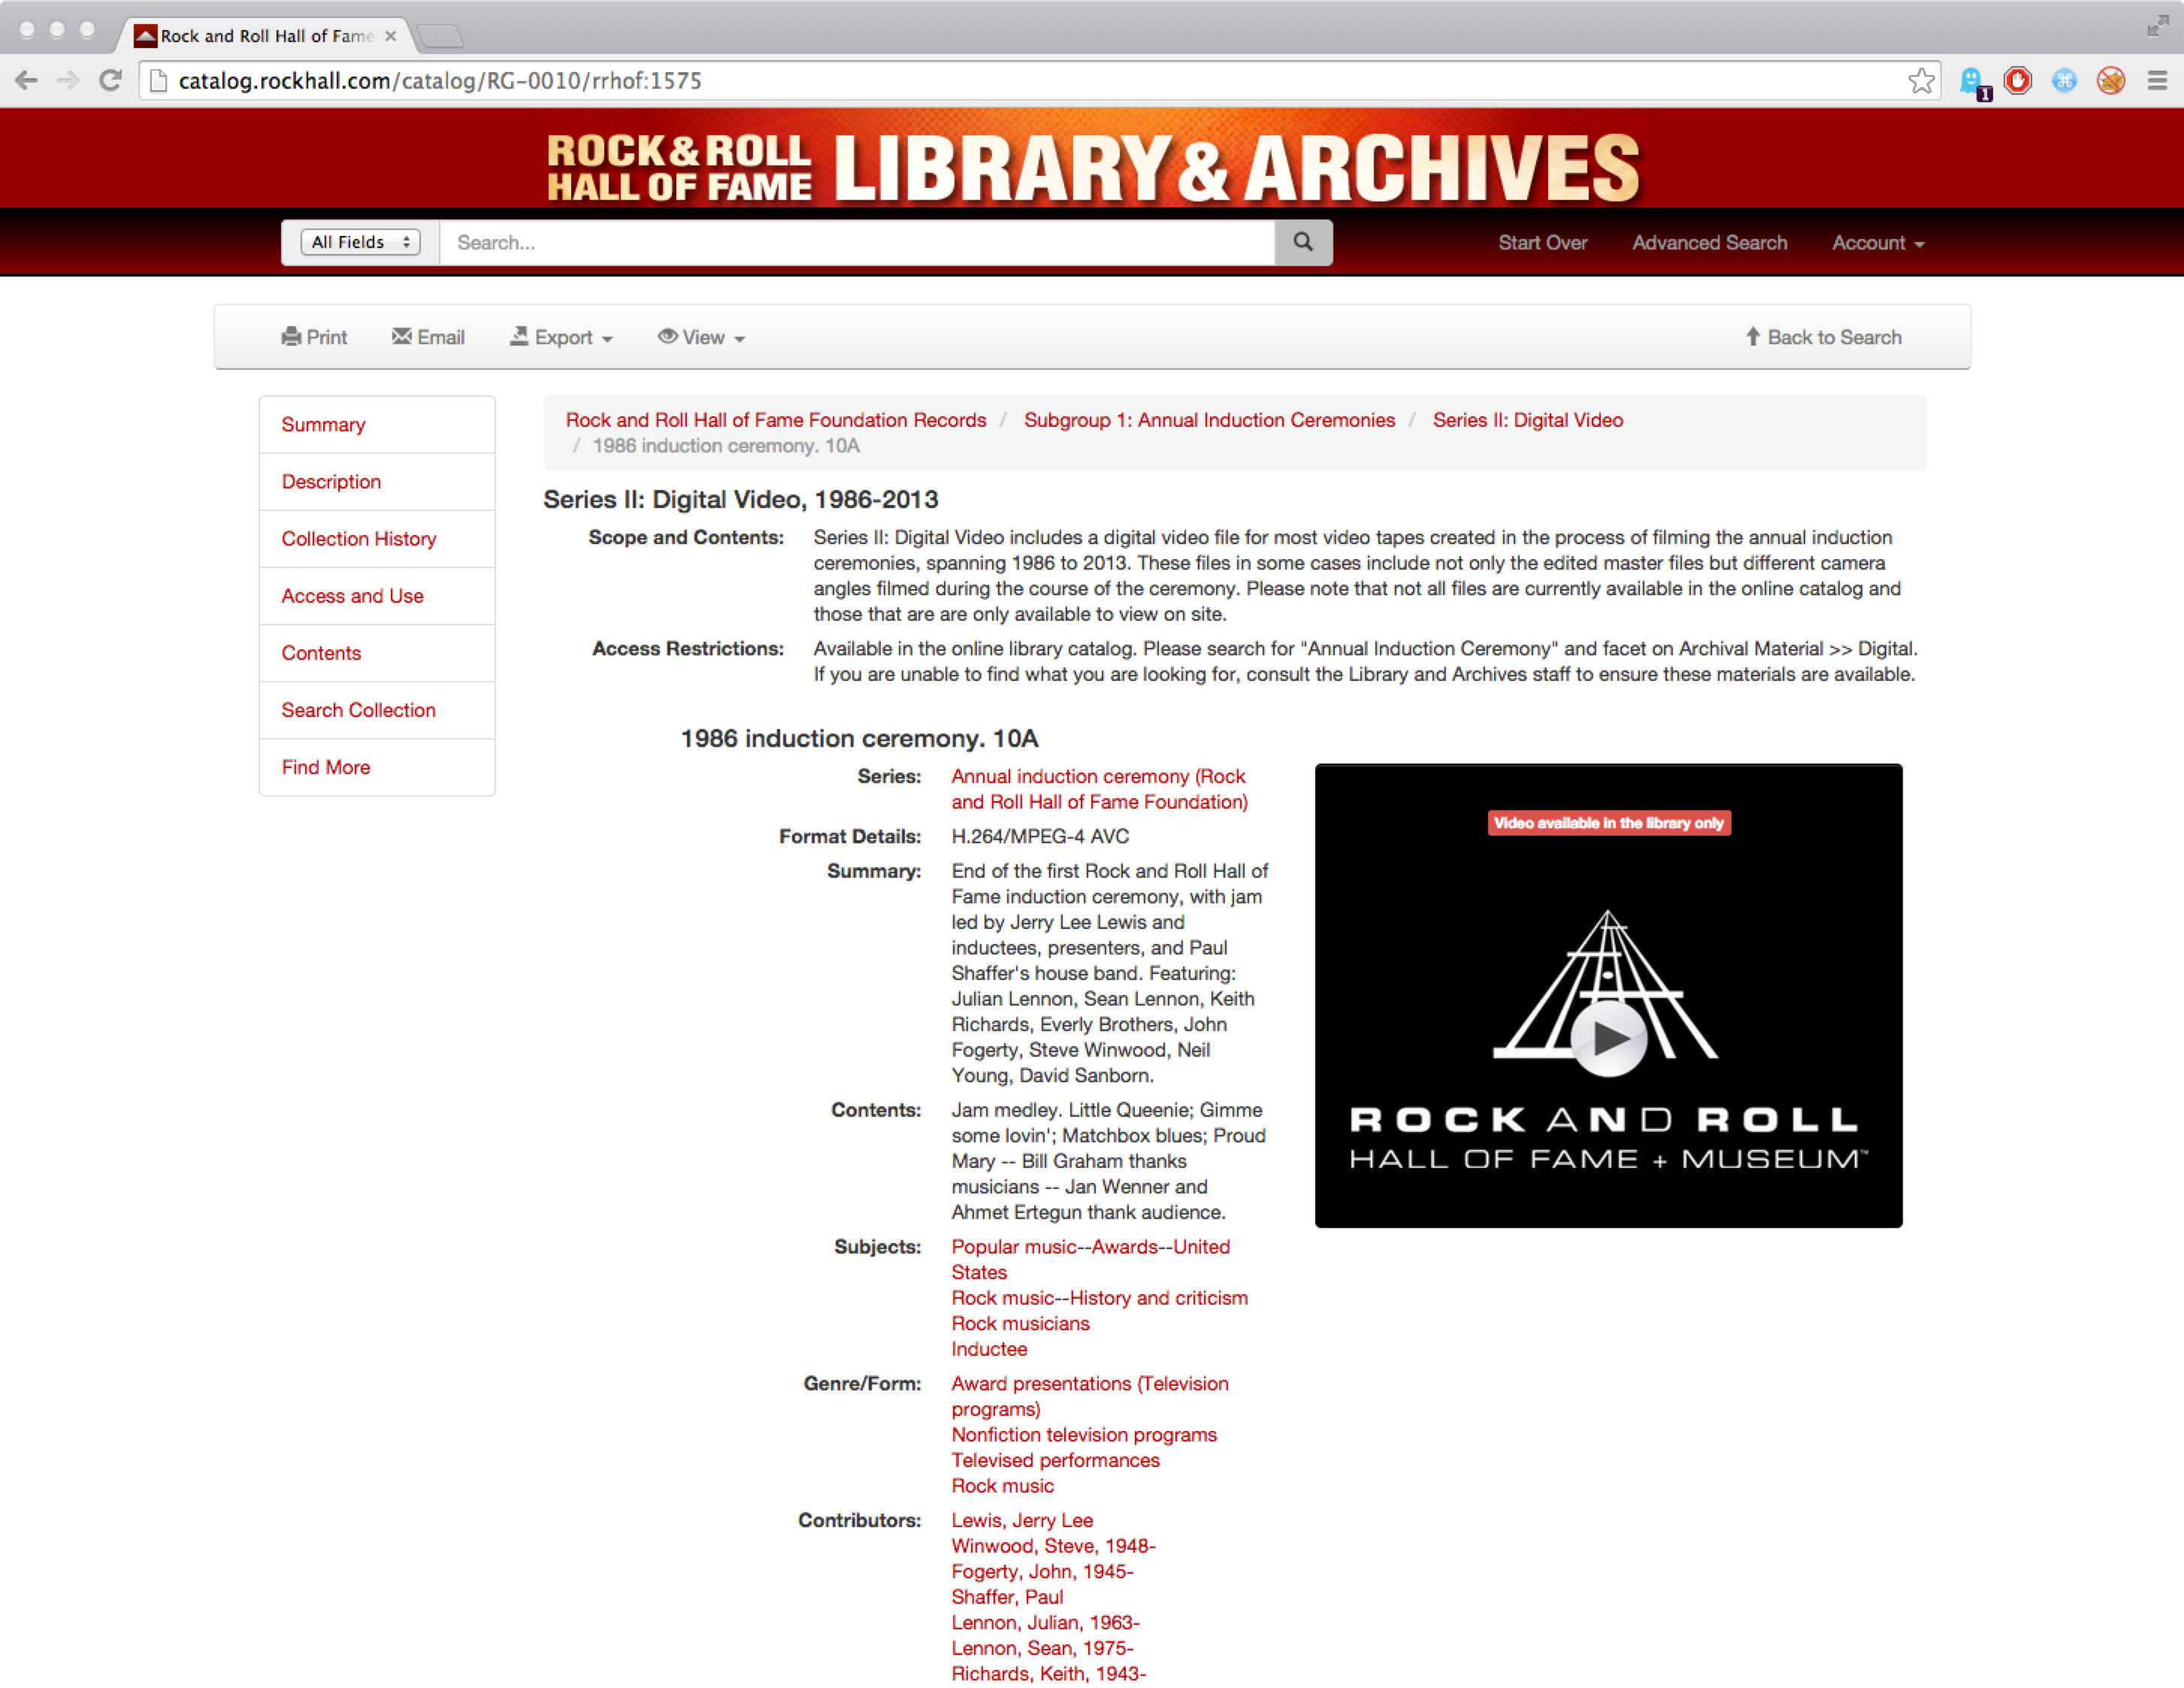 Rock and Roll Hall of Fame
catalog.rockhall.com/catalog/RG-0010/rrhof:1575
1
ROCK & ROLL
HALL OF FAME
LIBRARY & ARCHIVES
All Fields
Search...
Start Over
Advanced Search
Account
Print
Email
Export
View
Back to Search
Summary
Description
Collection History
Access and Use
Contents
Search Collection
Find More
Rock and Roll Hall of Fame Foundation Records / Subgroup 1: Annual Induction Ceremonies / Series II: Digital Video
/ 1986 induction ceremony. 10A
Series II: Digital Video, 1986-2013
Scope and Contents: Series II: Digital Video includes a digital video file for most video tapes created in the process of filming the annual induction
ceremonies, spanning 1986 to 2013. These files in some cases include not only the edited master files but different camera
angles filmed during the course of the ceremony. Please note that not all files are currently available in the online catalog and
those that are are only available to view on site.
Access Restrictions: Available in the online library catalog. Please search for "Annual Induction Ceremony" and facet on Archival Material >> Digital.
If you are unable to find what you are looking for, consult the Library and Archives staff to ensure these materials are available.
1986 induction ceremony. 10A
Series: Annual induction ceremony (Rock
and Roll Hall of Fame Foundation)
Format Details: H.264/MPEG-4 AVC
Summary: End of the first Rock and Roll Hall of
Fame induction ceremony, with jam
led by Jerry Lee Lewis and
inductees, presenters, and Paul
Shaffer's house band. Featuring:
Julian Lennon, Sean Lennon, Keith
Richards, Everly Brothers, John
Fogerty, Steve Winwood, Neil
Young, David Sanborn.
Contents: Jam medley. Little Queenie; Gimme
some lovin'; Matchbox blues; Proud
Mary -- Bill Graham thanks
musicians -- Jan Wenner and
Ahmet Ertegun thank audience.
Subjects: Popular music--Awards--United
States
Rock music--History and criticism
Rock musicians
Inductee
Genre/Form: Award presentations (Television
programs)
Nonfiction television programs
Televised performances
Rock music
Contributors: Lewis, Jerry Lee
Winwood, Steve, 1948-
Fogerty, John, 1945-
Shaffer, Paul
Lennon, Julian, 1963-
Lennon, Sean, 1975-
Richards, Keith, 1943-
Video available in the library only
ROCK AND ROLL
HALL OF FAME + MUSEUM™